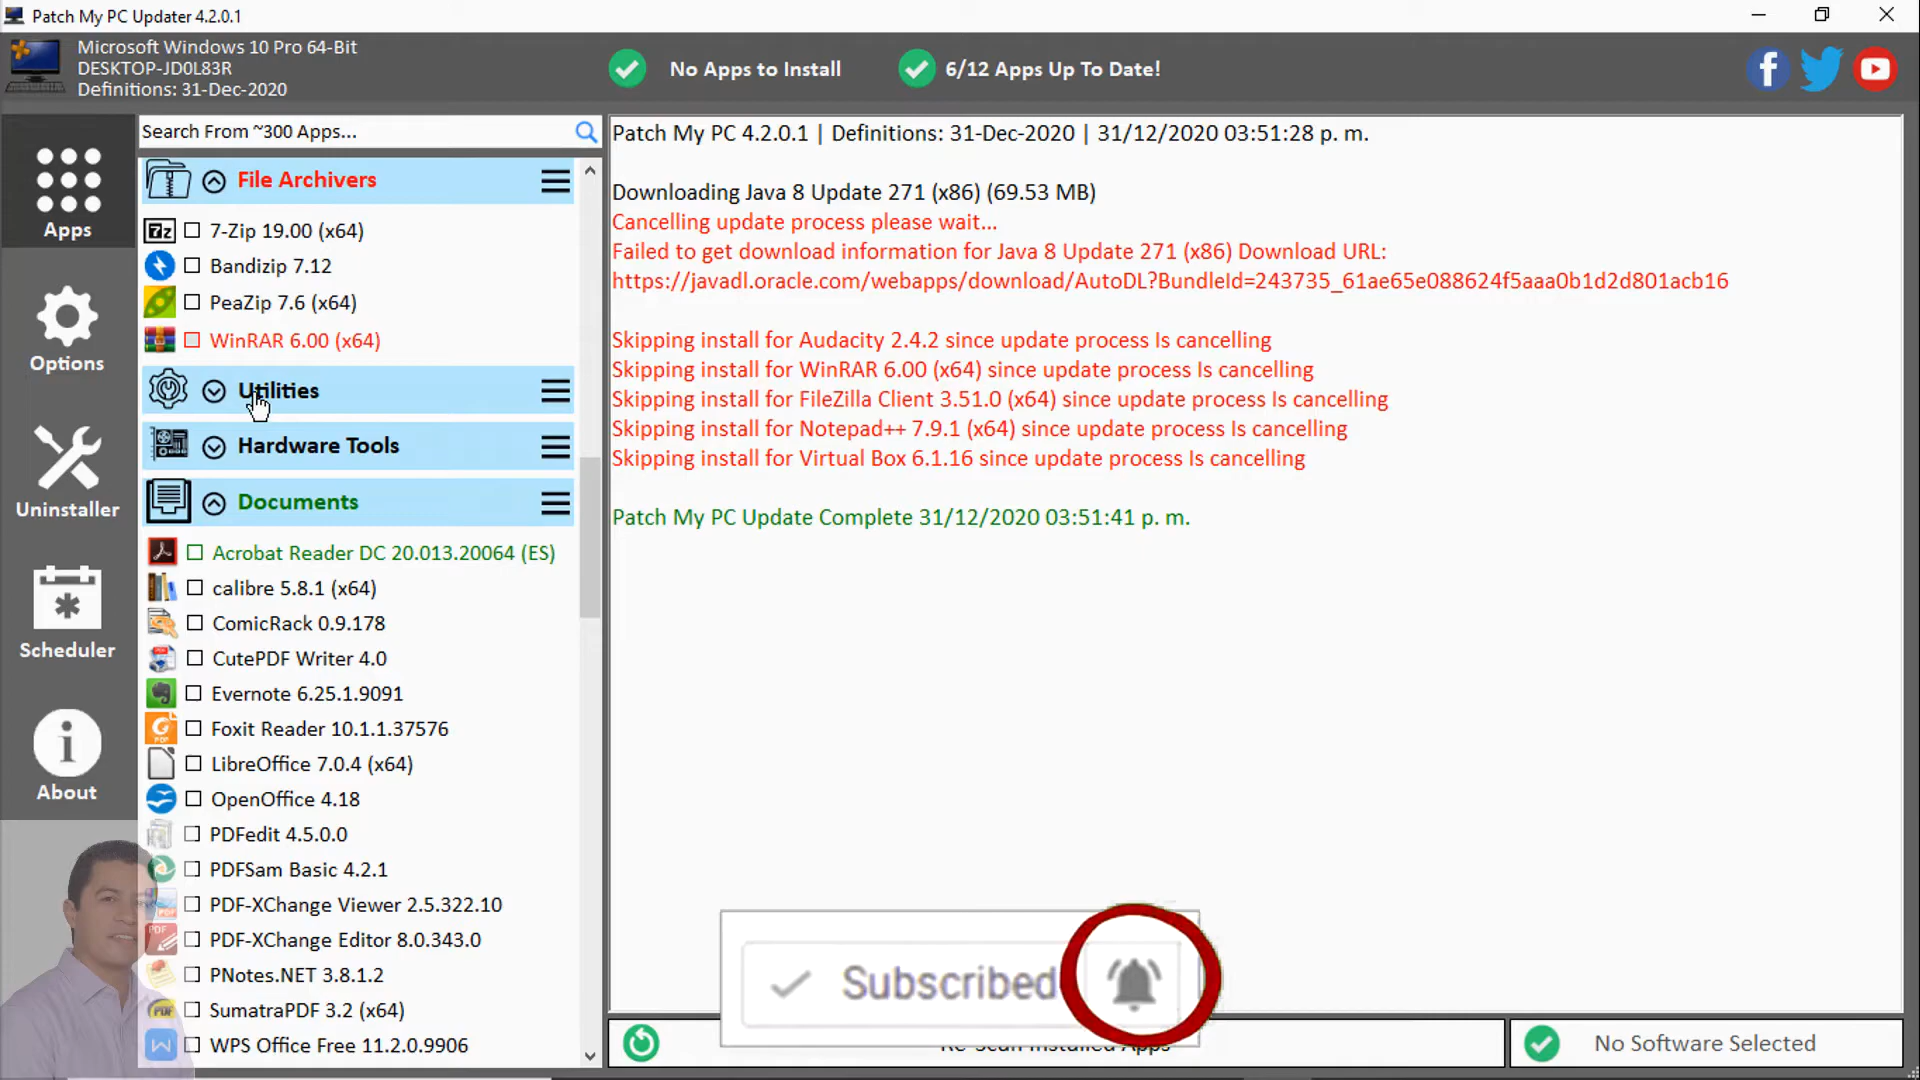 Patch My PC Updater 4.2.0.1
Microsoft Windows 10 Pro 64-Bit
DESKTOP-JD0L83R
Definitions: 31-Dec-2020
No Apps to Install
6/12 Apps Up To Date!
Apps
Options
Uninstaller
Scheduler
About
Search From ~300 Apps...
File Archivers
7-Zip 19.00 (x64)
Bandizip 7.12
PeaZip 7.6 (x64)
WinRAR 6.00 (x64)
Utilities
Hardware Tools
Documents
Acrobat Reader DC 20.013.20064 (ES)
calibre 5.8.1 (x64)
ComicRack 0.9.178
CutePDF Writer 4.0
Evernote 6.25.1.9091
Foxit Reader 10.1.1.37576
LibreOffice 7.0.4 (x64)
OpenOffice 4.18
PDFedit 4.5.0.0
PDFSam Basic 4.2.1
PDF-XChange Viewer 2.5.322.10
PDF-XChange Editor 8.0.343.0
PNotes.NET 3.8.1.2
SumatraPDF 3.2 (x64)
WPS Office Free 11.2.0.9906
Patch My PC 4.2.0.1 | Definitions: 31-Dec-2020 | 31/12/2020 03:51:28 p. m.
Downloading Java 8 Update 271 (x86) (69.53 MB)
Cancelling update process please wait...
Failed to get download information for Java 8 Update 271 (x86) Download URL:
https://javadl.oracle.com/webapps/download/AutoDL?BundleId=243735_61ae65e088624f5aaa0b1d2d801acb16
Skipping install for Audacity 2.4.2 since update process Is cancelling
Skipping install for WinRAR 6.00 (x64) since update process Is cancelling
Skipping install for FileZilla Client 3.51.0 (x64) since update process Is cancelling
Skipping install for Notepad++ 7.9.1 (x64) since update process Is cancelling
Skipping install for Virtual Box 6.1.16 since update process Is cancelling
Patch My PC Update Complete 31/12/2020 03:51:41 p. m.
Subscribed
Re-Scan Installed Apps
No Software Selected